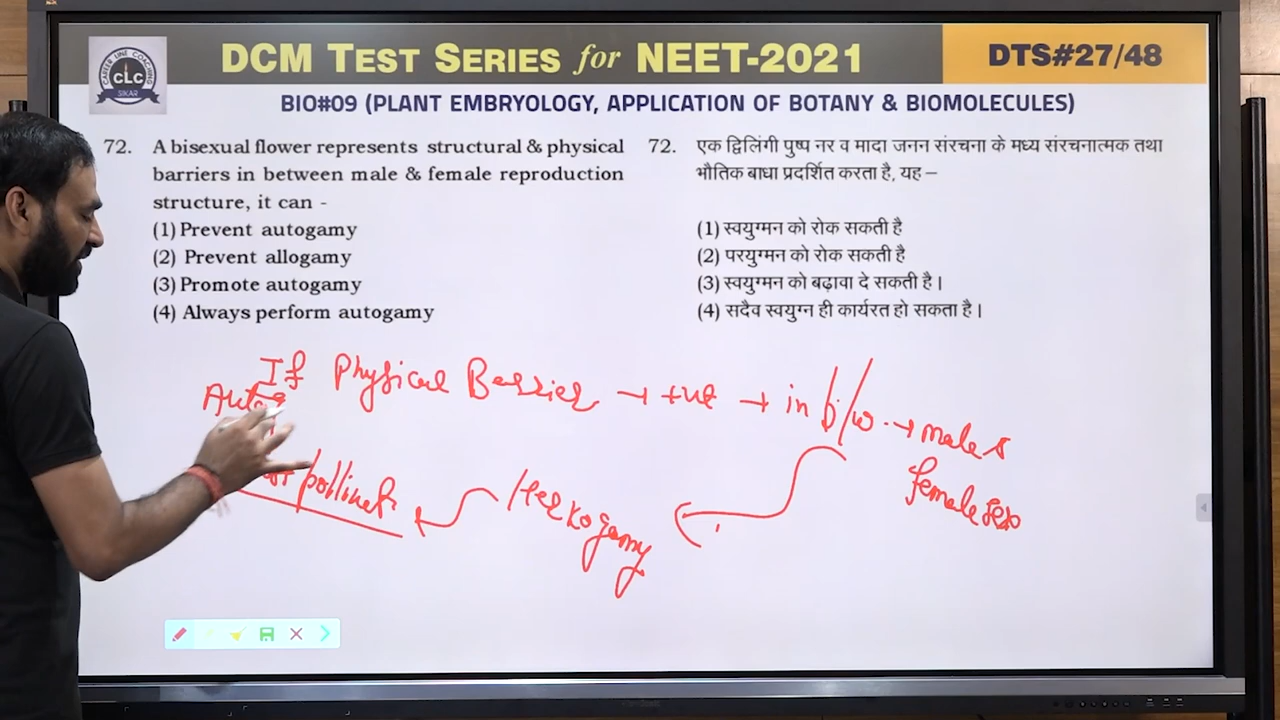 DCM TEST SERIES for NEET-2021
DTS#27/48
CAREER LINE COACHING
CLC
SIKAR
BIO#09 (PLANT EMBRYOLOGY, APPLICATION OF BOTANY & BIOMOLECULES)
72. A bisexual flower represents structural & physical
barriers in between male & female reproduction
structure, it can -
(1) Prevent autogamy
(2) Prevent allogamy
(3) Promote autogamy
(4) Always perform autogamy
72. एक द्विलिंगी पुष्प नर व मादा जनन संरचना के मध्य संरचनात्मक तथा
भौतिक बाधा प्रदर्शित करता है, यह –
(1) स्वयुग्मन को रोक सकती है
(2) परयुग्मन को रोक सकती है
(3) स्वयुग्मन को बढ़ावा दे सकती है।
(4) सदैव स्वयुग्न ही कार्यरत हो सकता है।
If Physical Barrier → +ve → in b/w → male &
female
Herkogamy